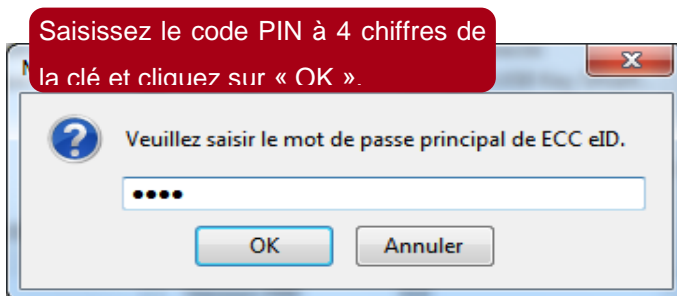 Saisissez le code PIN à 4 chiffres de
la clé et cliquez sur « OK ».
Veuillez saisir le mot de passe principal de ECC eID.
••••
OK
Annuler